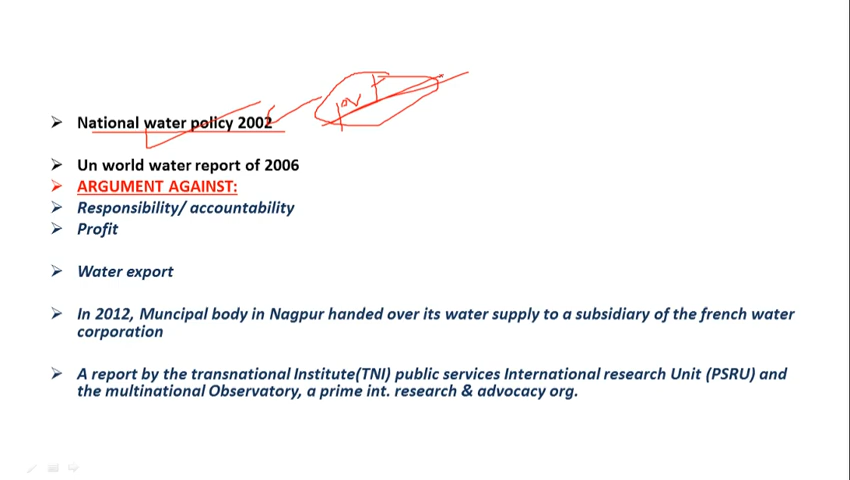 pvt
National water policy 2002
Un world water report of 2006
ARGUMENT AGAINST:
Responsibility/ accountability
Profit
Water export
In 2012, Muncipal body in Nagpur handed over its water supply to a subsidiary of the french water
corporation
A report by the transnational Institute(TNI) public services International research Unit (PSRU) and
the multinational Observatory, a prime int. research & advocacy org.